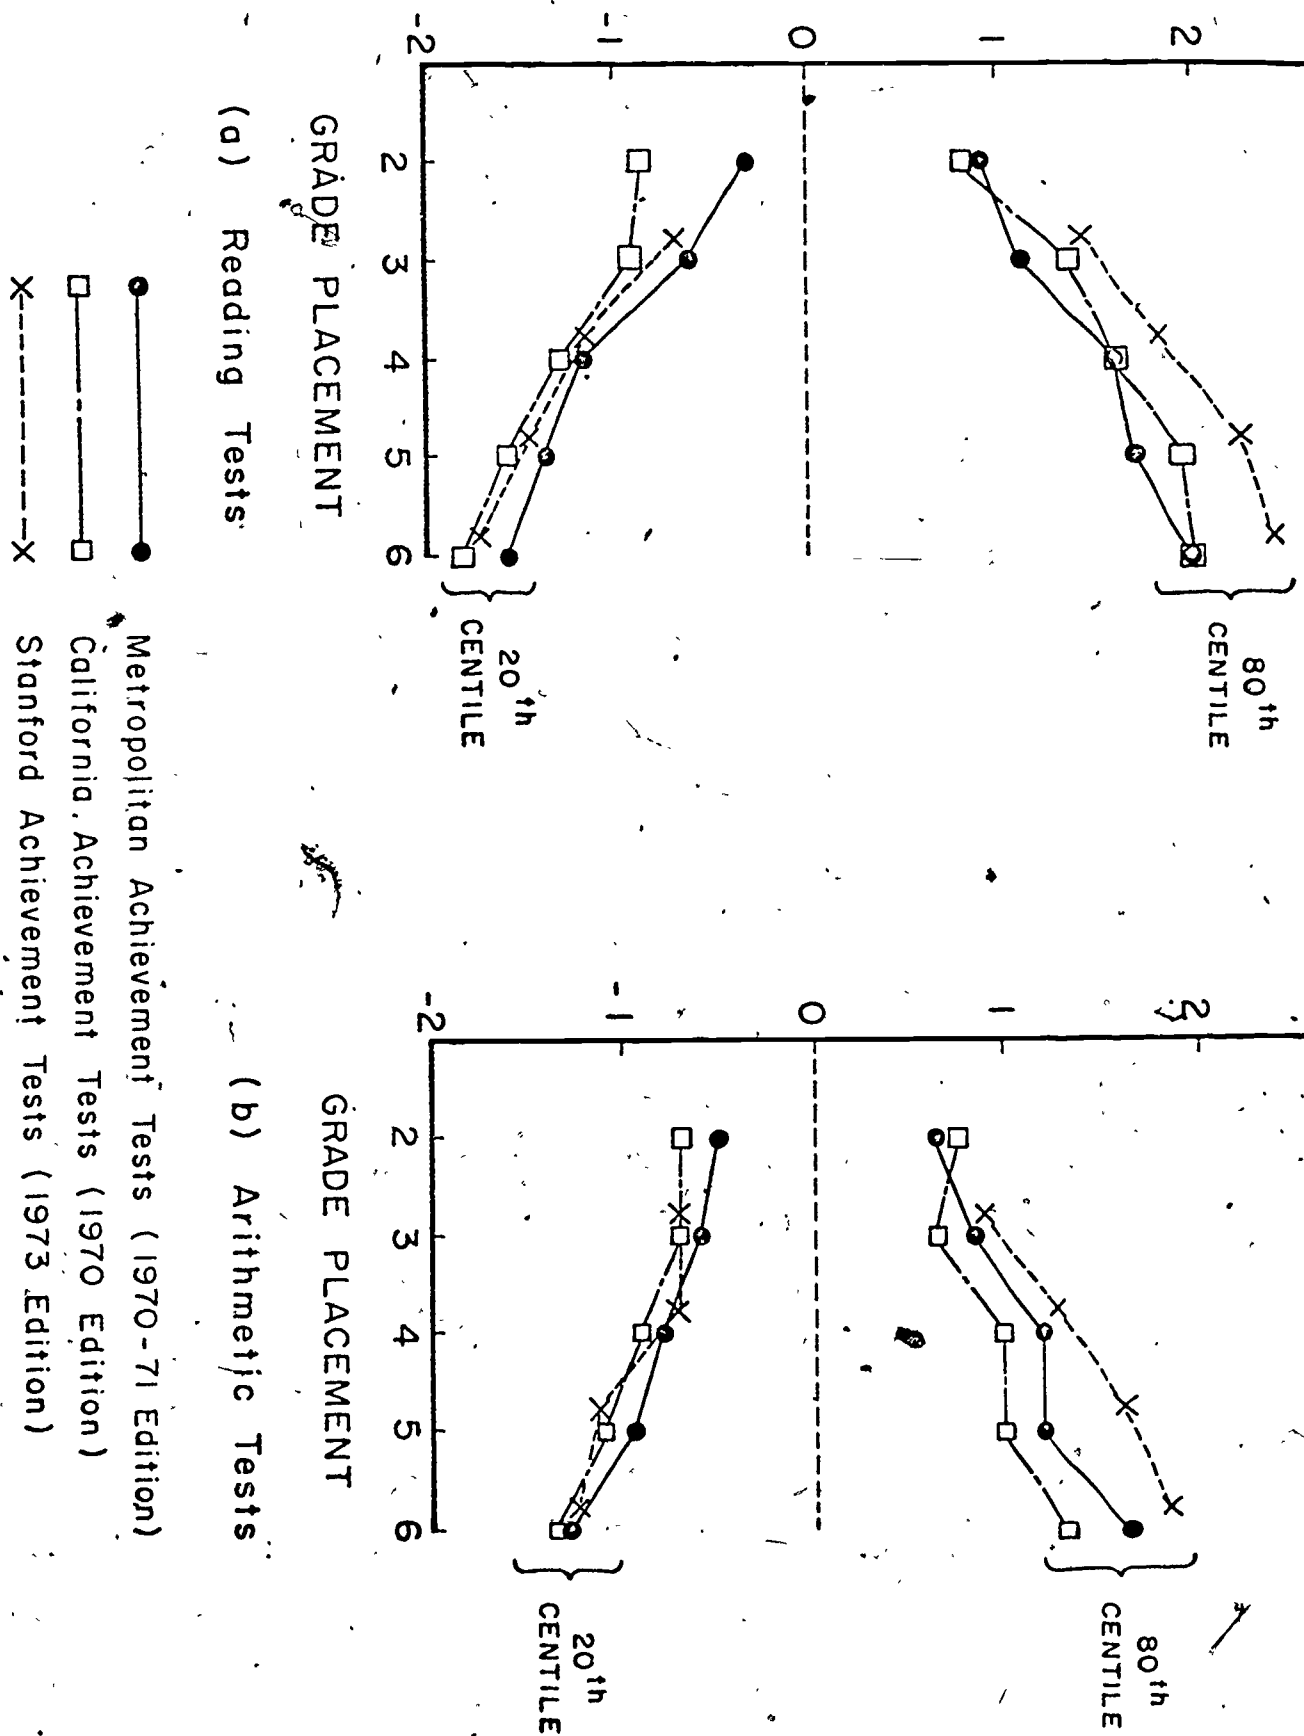 2
1
0
-1
-2
2 3 4 5 6
80th
CENTILE
20th
CENTILE
GRADE PLACEMENT
(a) Reading Tests
2
1
0
-1
-2
2 3 4 5 6
80th
CENTILE
20th
CENTILE
GRADE PLACEMENT
(b) Arithmetic Tests
Metropolitan Achievement Tests (1970-71 Edition)
California Achievement Tests (1970 Edition)
Stanford Achievement Tests (1973 Edition)